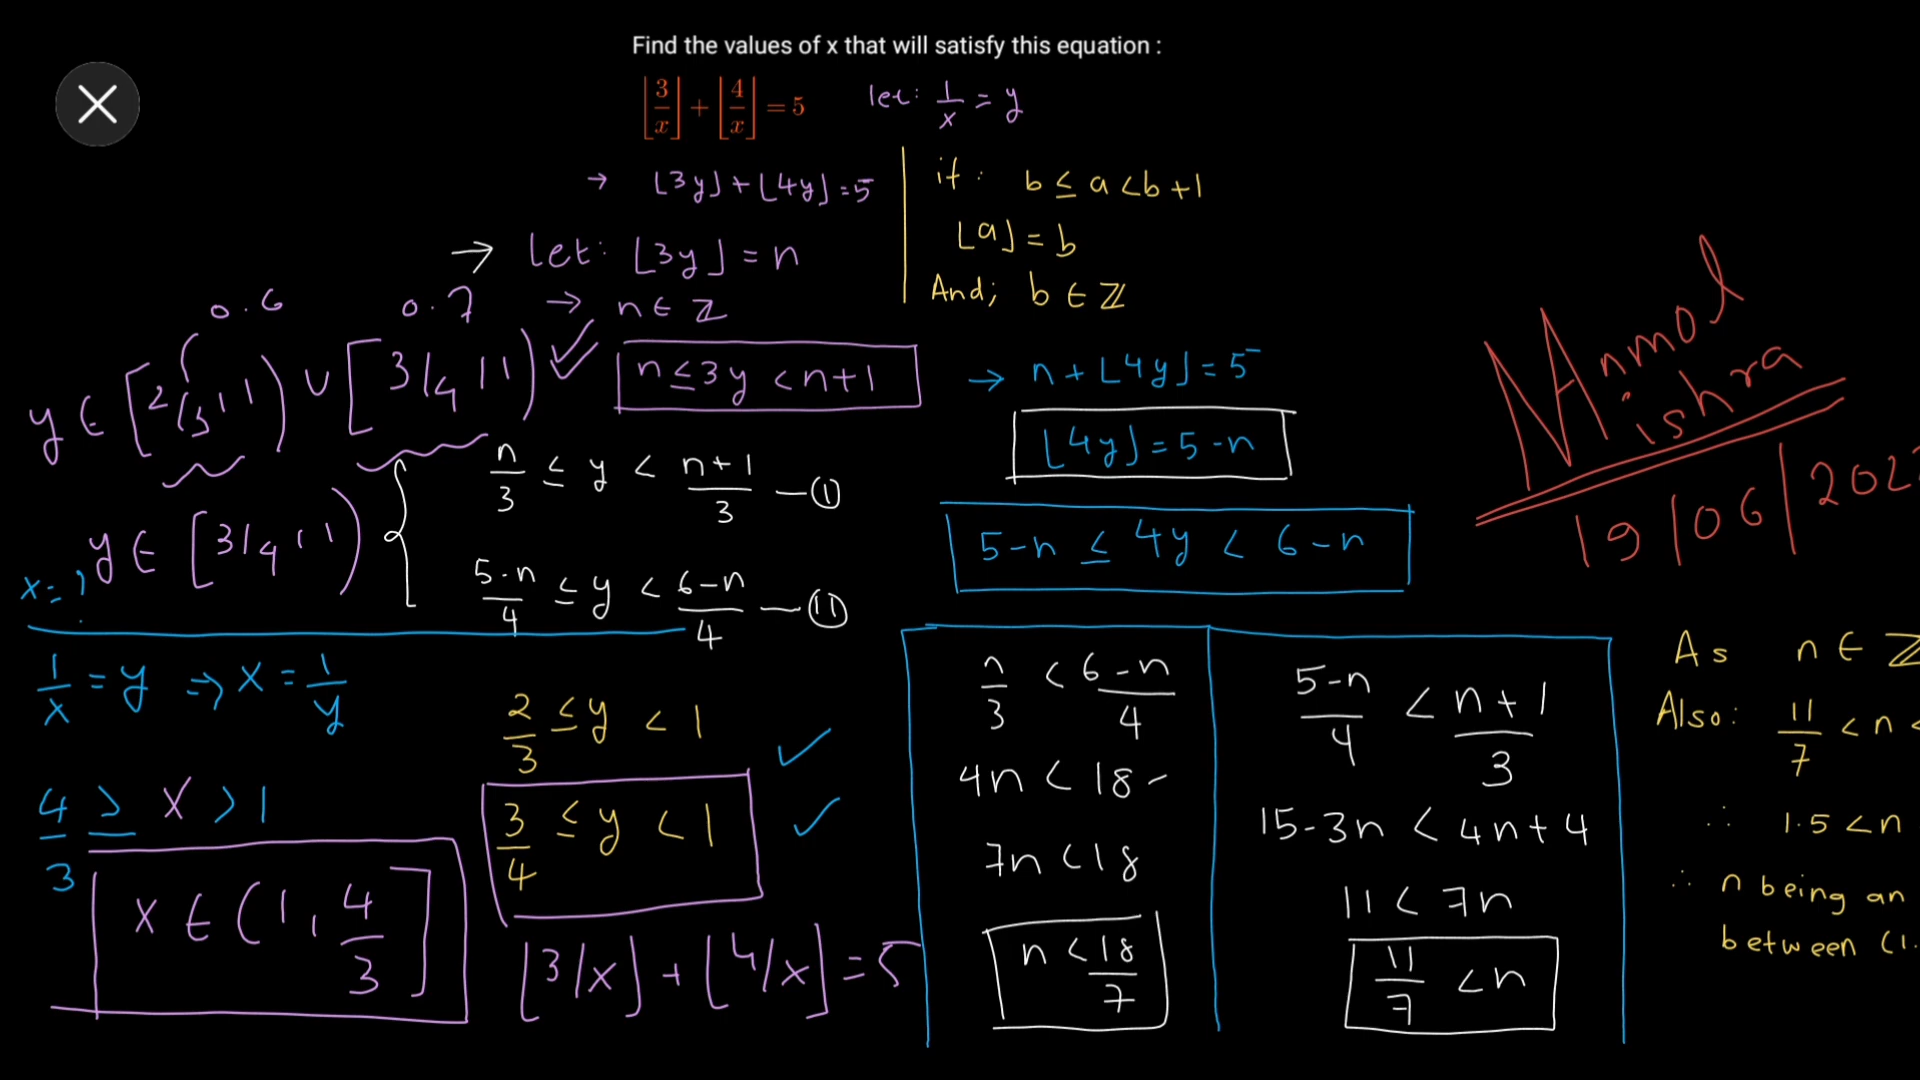 Find the values of x that will satisfy this equation :
⌊3/x⌋ + ⌊4/x⌋ = 5
let: 1/x = y
→ ⌊3y⌋ + ⌊4y⌋ = 5
if: b ≤ a < b + 1
⌊a⌋ = b
And; b ∈ ℤ
→ let: ⌊3y⌋ = n
→ n ∈ ℤ
n ≤ 3y < n+1
→ n + ⌊4y⌋ = 5
⌊4y⌋ = 5 - n
5 - n ≤ 4y < 6 - n
0.6
0.7
y ∈ [2/3, 1) ∪ [3/4, 1)
y ∈ [3/4, 1)
x = ?
n/3 ≤ y < n+1/3 — (I)
5-n/4 ≤ y < 6-n/4 — (II)
1/x = y ⇒ x = 1/y
4/3 ≥ x > 1
x ∈ (1, 4/3]
2/3 ≤ y < 1
3/4 ≤ y < 1
⌊3/x⌋ + ⌊4/x⌋ = 5
n/3 < 6-n/4
4n < 18 -
7n < 18
n < 18/7
5-n/4 < n+1/3
15-3n < 4n+4
11 < 7n
11/7 < n
As n ∈ ℤ
Also: 11/7 < n <
∴ 1.5 < n
∴ n being an
between (1.
Anmol
Mishra
19/06/202